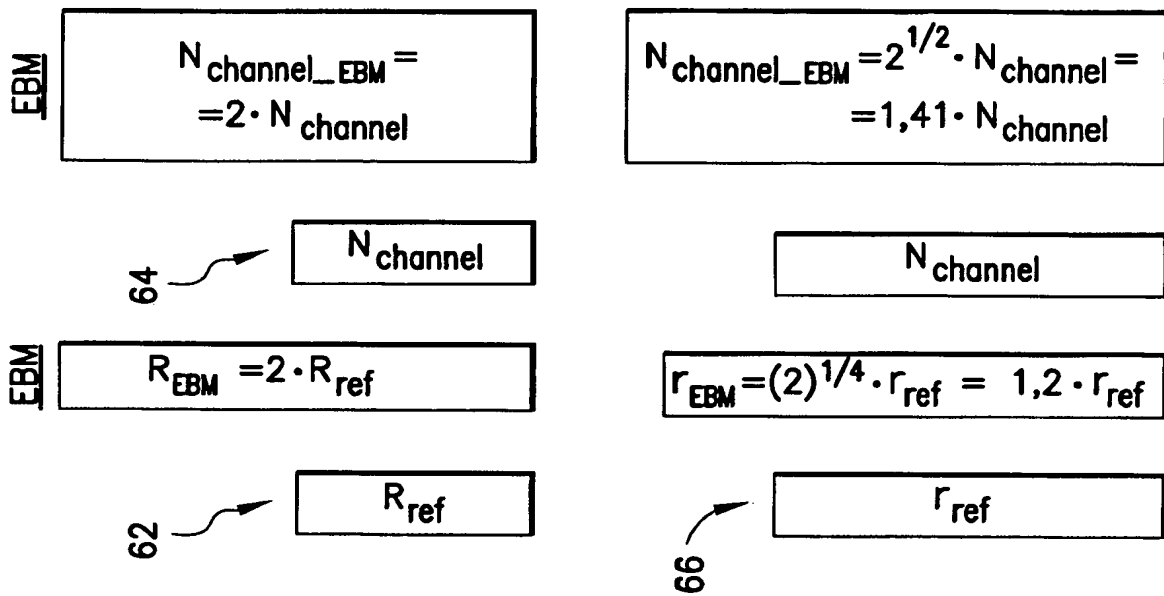 EBM
N channel_EBM =
=2· N channel
N channel_EBM =2^1/2 · N channel =
=1,41· N channel
64
N channel
N channel
EBM
R EBM =2· R ref
r EBM =(2)^1/4 · r ref = 1,2 · r ref
62
R ref
66
r ref